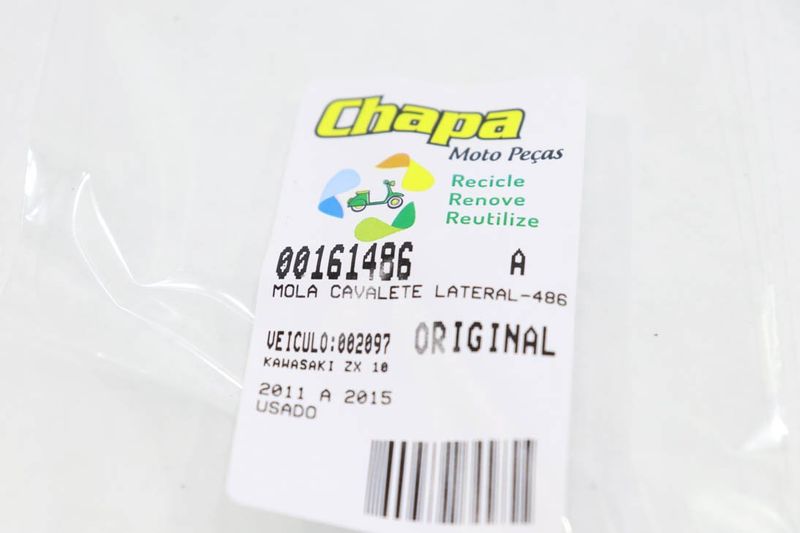 Chapa
Moto Peças
Recicle
Renove
Reutilize
00161486 A
MOLA CAVALETE LATERAL-486
VEICULO:002097 ORIGINAL
KAWASAKI ZX 10
2011 A 2015
USADO